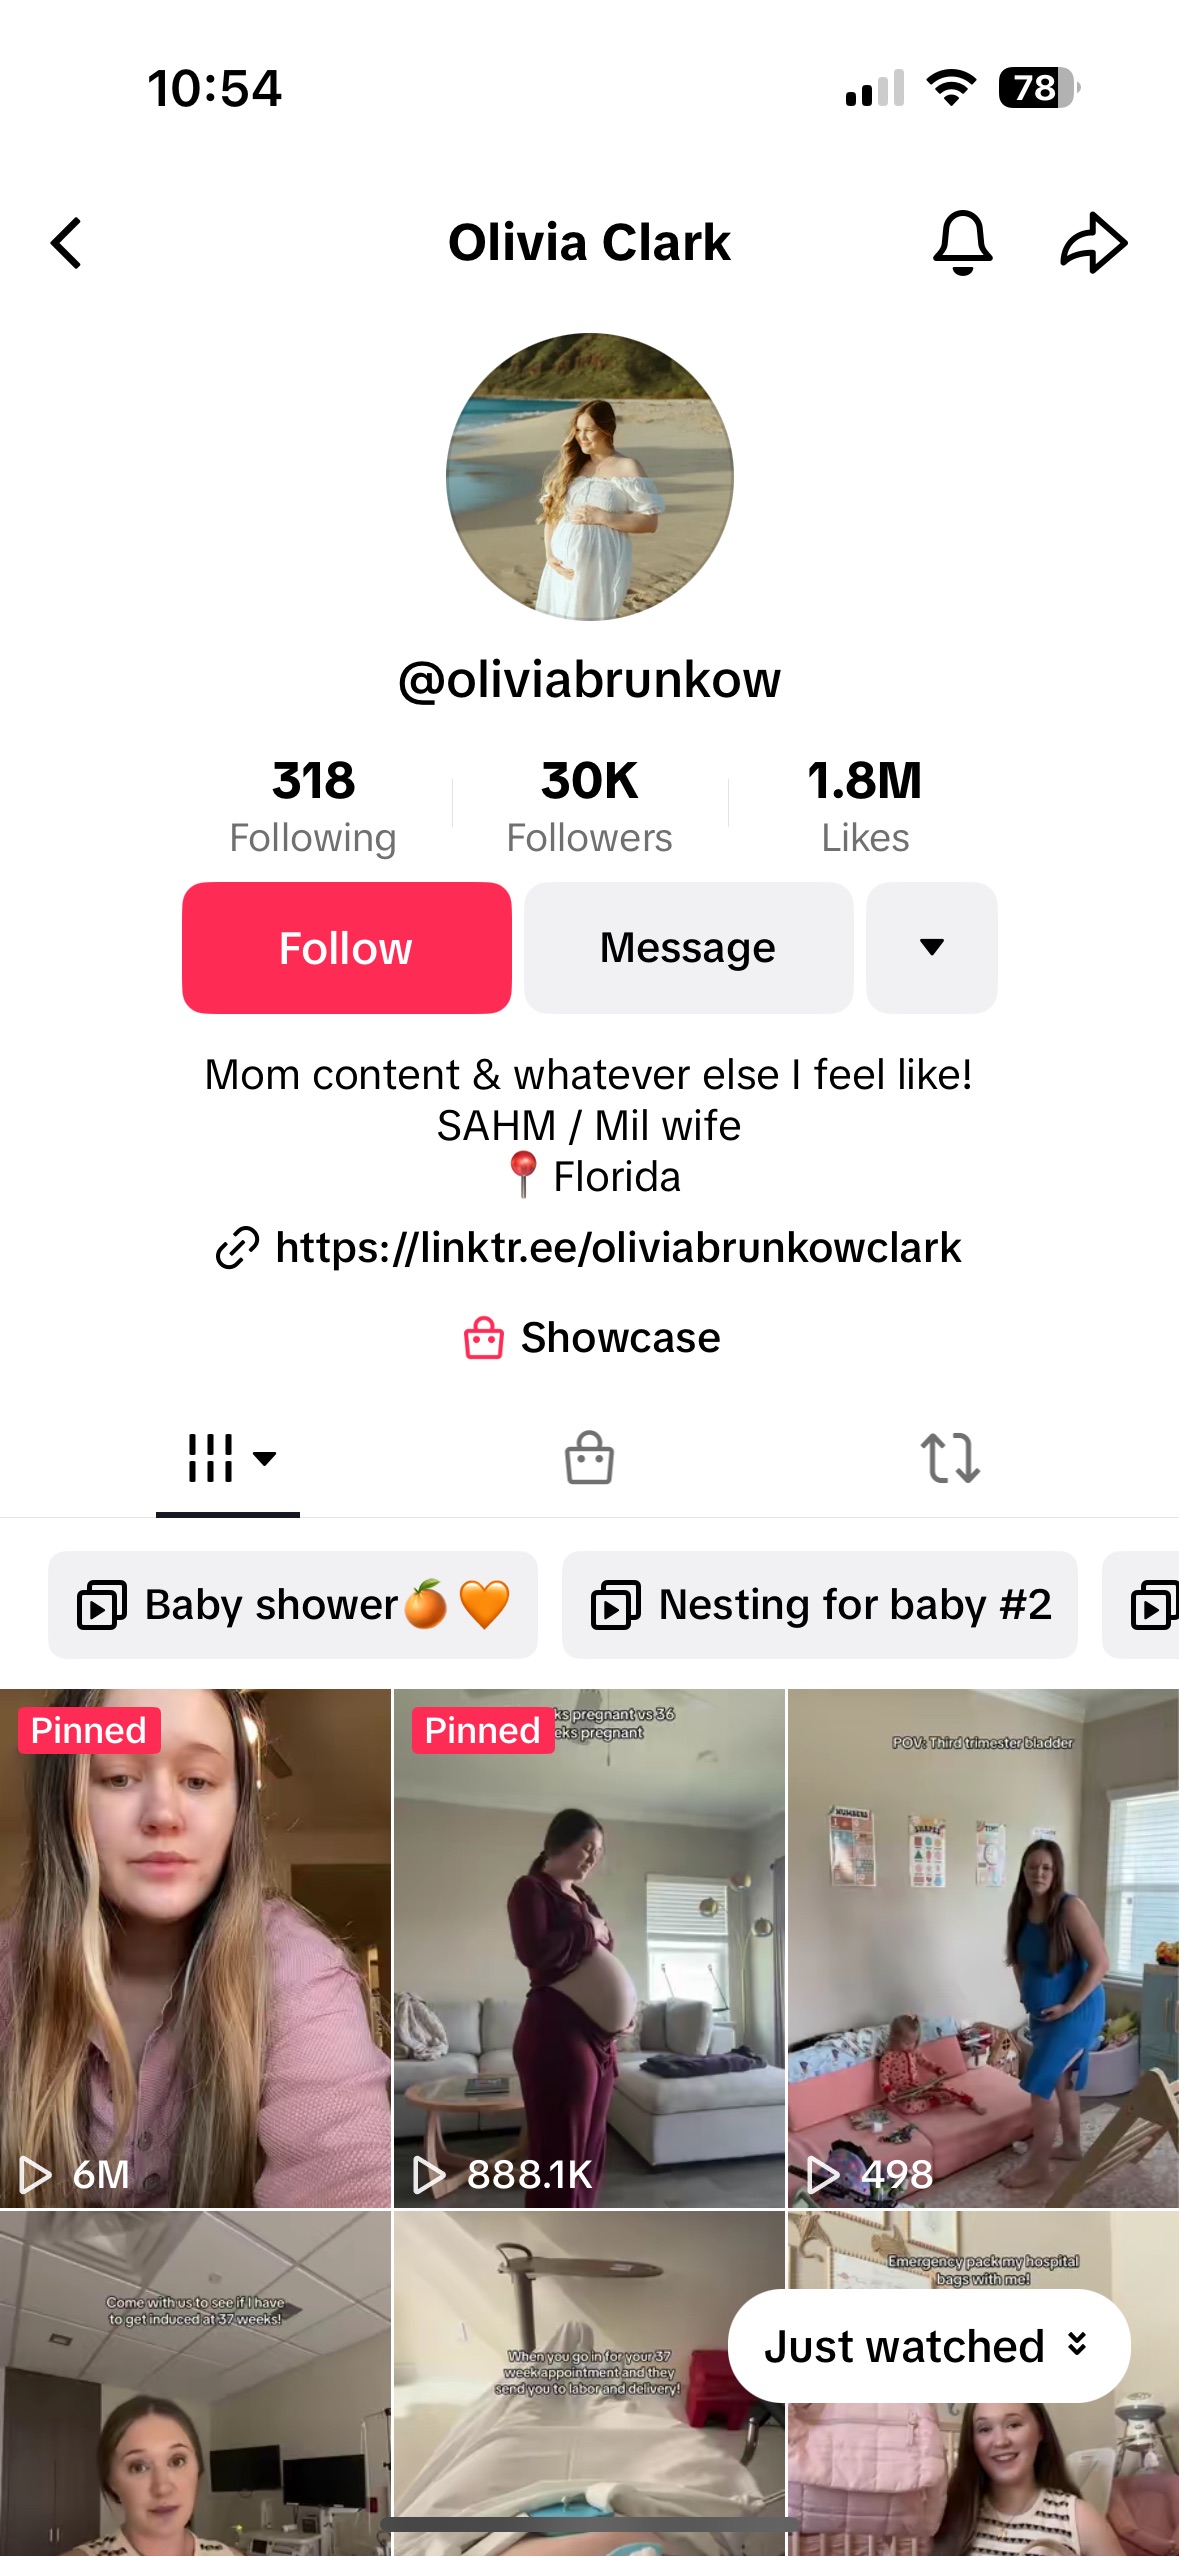 10:54
78
Olivia Clark
@oliviabrunkow
318
Following
30K
Followers
1.8M
Likes
Follow
Message
Mom content & whatever else I feel like!
SAHM / Mil wife
📍 Florida
https://linktr.ee/oliviabrunkowclark
Showcase
Baby shower🍊🧡
Nesting for baby #2
Pinned
6M
Pinned
pregnant vs 36
pregnant
888.1K
POV: Third trimester bladder
NUMBERS
SHAPES
TIME
498
Come with us to see if I have
to get induced at 37 weeks!
When you go in for your 37
week appointment and they
send you to labor and delivery!
Emergency pack my hospital
bags with me!
Just watched